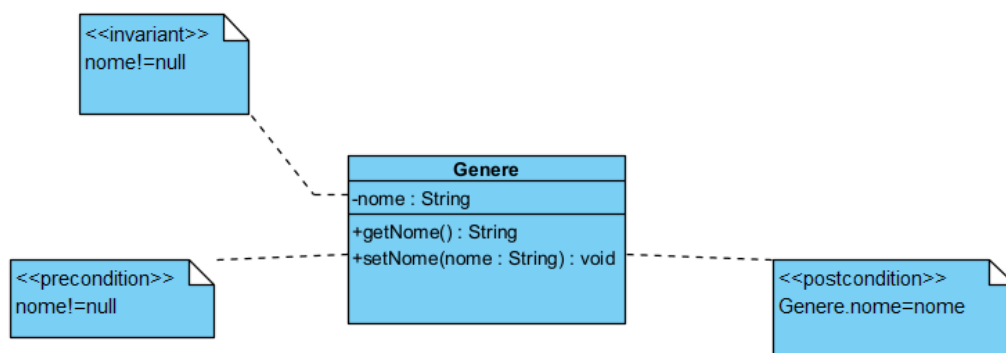 <<invariant>>
nome!=null
Genere
-nome : String
+getNome() : String
+setNome(nome : String) : void
<<precondition>>
nome!=null
<<postcondition>>
Genere.nome=nome